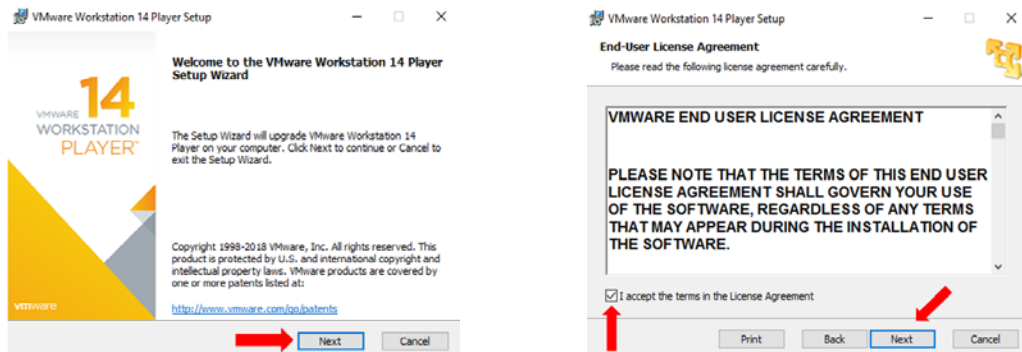 VMware Workstation 14 Player Setup
Welcome to the VMware Workstation 14 Player
Setup Wizard
14
VMWARE
WORKSTATION
PLAYER™
The Setup Wizard will upgrade VMware Workstation 14
Player on your computer. Click Next to continue or Cancel to
exit the Setup Wizard.
Copyright 1998-2018 VMware, Inc. All rights reserved. This
product is protected by U.S. and international copyright and
intellectual property laws. VMware products are covered by
one or more patents listed at:
http://www.vmware.com/go/patents
vmware
Next
Cancel
VMware Workstation 14 Player Setup
End-User License Agreement
Please read the following license agreement carefully.
VMWARE END USER LICENSE AGREEMENT
PLEASE NOTE THAT THE TERMS OF THIS END USER
LICENSE AGREEMENT SHALL GOVERN YOUR USE
OF THE SOFTWARE, REGARDLESS OF ANY TERMS
THAT MAY APPEAR DURING THE INSTALLATION OF
THE SOFTWARE.
I accept the terms in the License Agreement
Print
Back
Next
Cancel